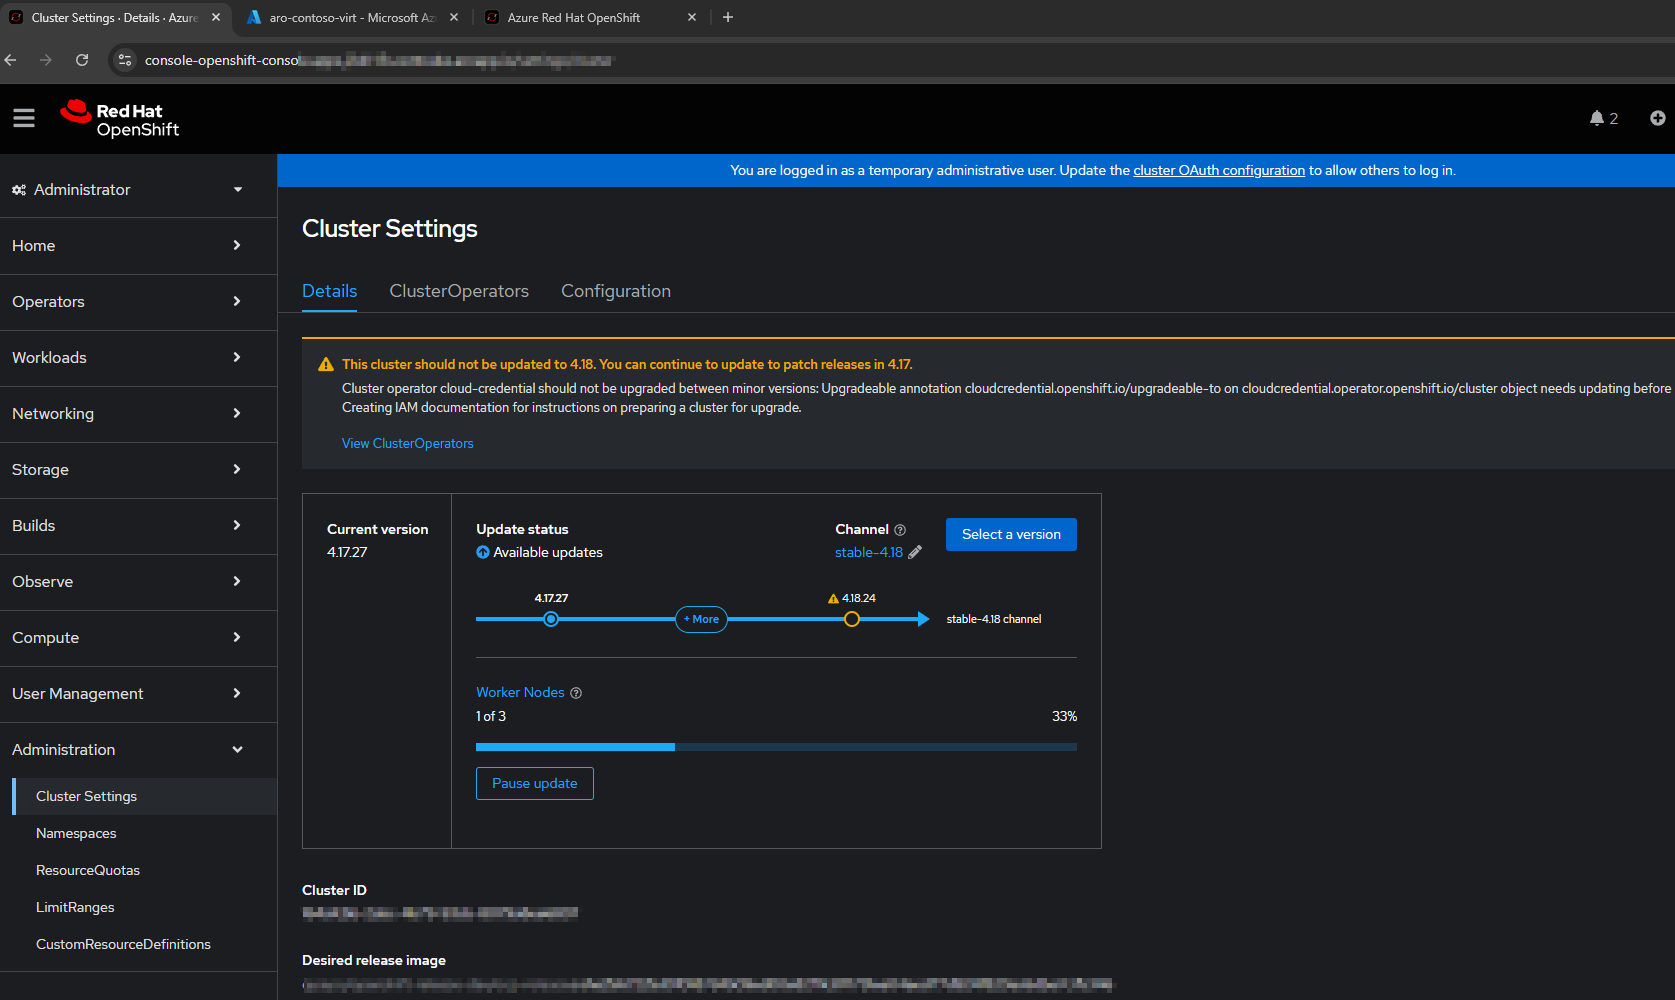 Cluster Settings · Details · Azure
aro-contoso-virt - Microsoft Az
Azure Red Hat OpenShift
console-openshift-conso
Red Hat
OpenShift
2
You are logged in as a temporary administrative user. Update the cluster OAuth configuration to allow others to log in.
Administrator
Home
Operators
Workloads
Networking
Storage
Builds
Observe
Compute
User Management
Administration
Cluster Settings
Namespaces
ResourceQuotas
LimitRanges
CustomResourceDefinitions
Cluster Settings
Details
ClusterOperators
Configuration
This cluster should not be updated to 4.18. You can continue to update to patch releases in 4.17.
Cluster operator cloud-credential should not be upgraded between minor versions: Upgradeable annotation cloudcredential.openshift.io/upgradeable-to on cloudcredential.operator.openshift.io/cluster object needs updating before
Creating IAM documentation for instructions on preparing a cluster for upgrade.
View ClusterOperators
Current version
4.17.27
Update status
Available updates
Channel
stable-4.18
Select a version
4.17.27
+ More
4.18.24
stable-4.18 channel
Worker Nodes
1 of 3
33%
Pause update
Cluster ID
Desired release image